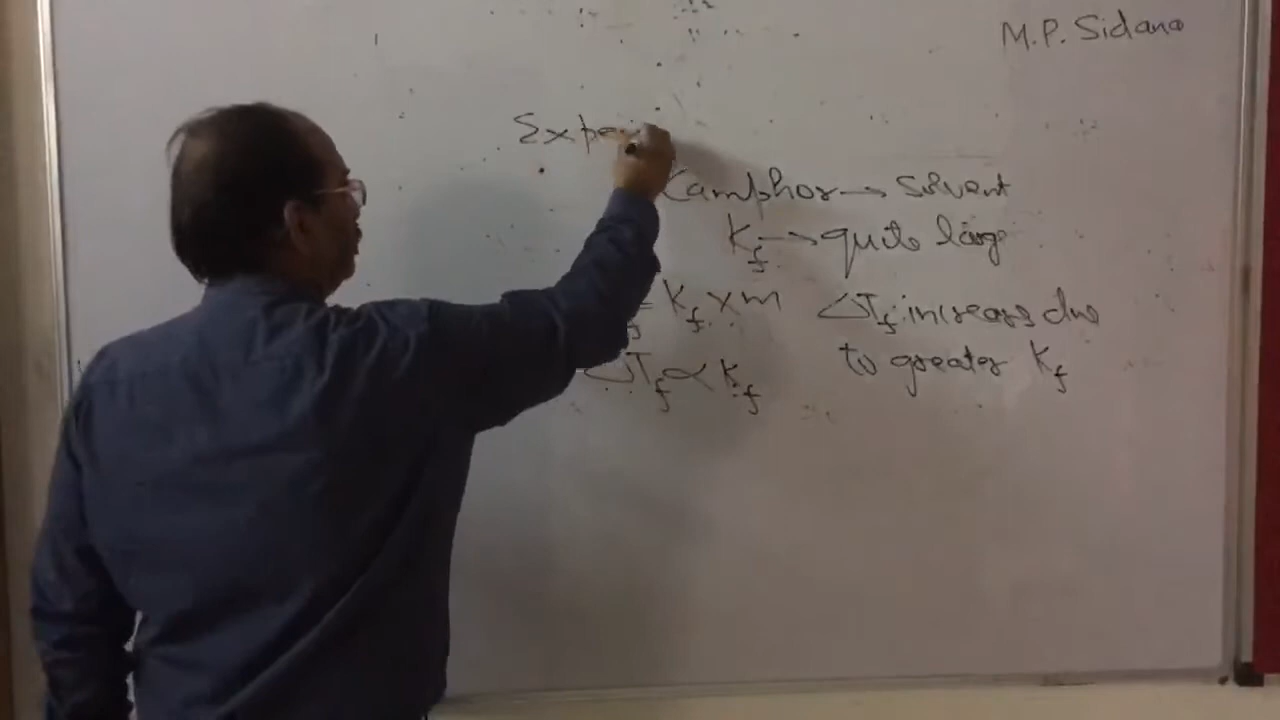 M.P. Sidana
Expe
Camphor → Solvent
Kf → quite large
= Kf × m
ΔTf increases due
to greater Kf
ΔTf ∝ Kf